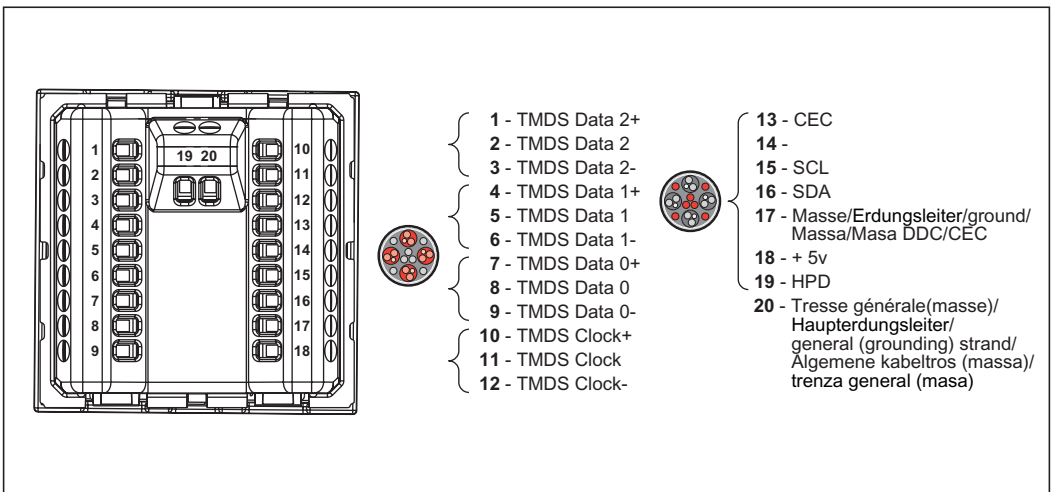 1
2
3
4
5
6
7
8
9
19 20
10
11
12
13
14
15
16
17
18
1 - TMDS Data 2+
2 - TMDS Data 2
3 - TMDS Data 2-
4 - TMDS Data 1+
5 - TMDS Data 1
6 - TMDS Data 1-
7 - TMDS Data 0+
8 - TMDS Data 0
9 - TMDS Data 0-
10 - TMDS Clock+
11 - TMDS Clock
12 - TMDS Clock-
13 - CEC
14 -
15 - SCL
16 - SDA
17 - Masse/Erdungsleiter/ground/
Massa/Masa DDC/CEC
18 - + 5v
19 - HPD
20 - Tresse générale(masse)/
Haupterdungsleiter/
general (grounding) strand/
Algemene kabeltros (massa)/
trenza general (masa)